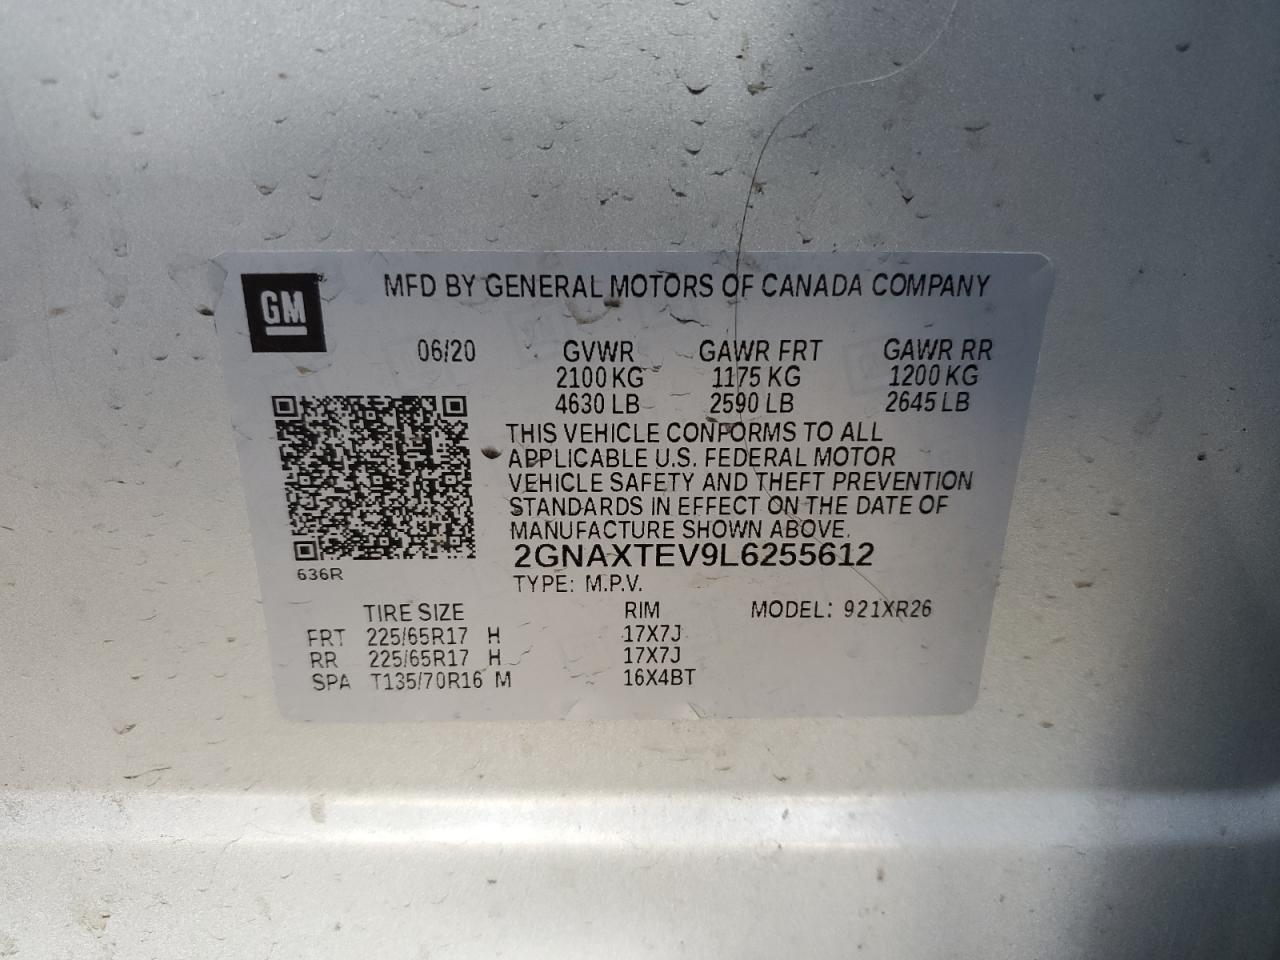 GM
MFD BY GENERAL MOTORS OF CANADA COMPANY
06/20 GVWR GAWR FRT GAWR RR
2100 KG 1175 KG 1200 KG
4630 LB 2590 LB 2645 LB
THIS VEHICLE CONFORMS TO ALL
APPLICABLE U.S. FEDERAL MOTOR
VEHICLE SAFETY AND THEFT PREVENTION
STANDARDS IN EFFECT ON THE DATE OF
MANUFACTURE SHOWN ABOVE.
2GNAXTEV9L6255612
636R TYPE: M.P.V.
TIRE SIZE RIM MODEL: 921XR26
FRT 225/65R17 H 17X7J
RR 225/65R17 H 17X7J
SPA T135/70R16 M 16X4BT